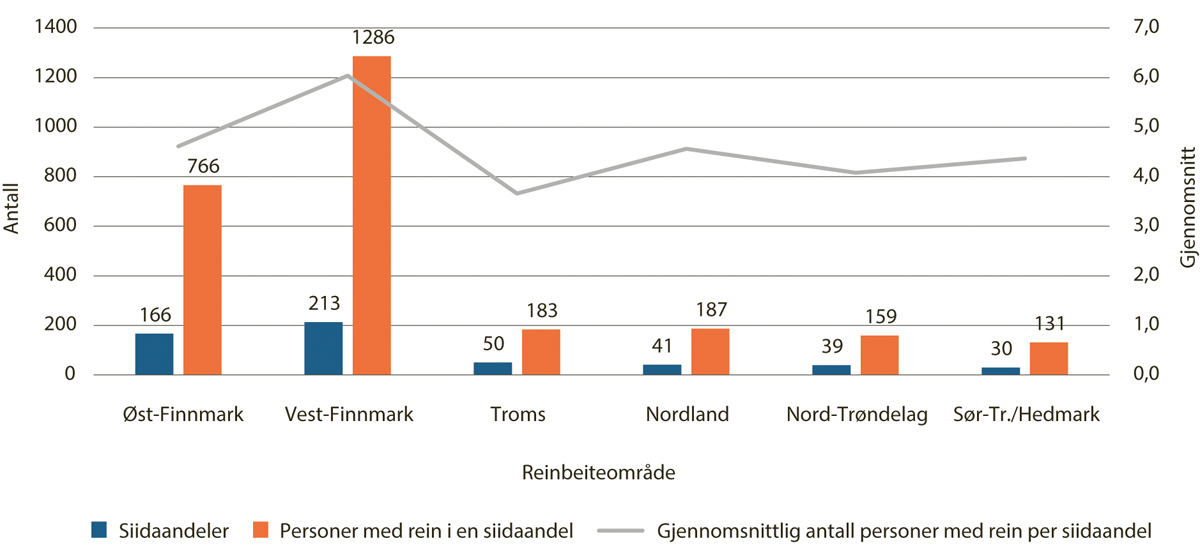 1400
1200
1000
800
600
400
200
0
Antall
7,0
6,0
5,0
4,0
3,0
2,0
1,0
0,0
Gjennomsnitt
166
766
213
1286
50
183
41
187
39
159
30
131
Øst-Finnmark
Vest-Finnmark
Troms
Nordland
Nord-Trøndelag
Sør-Tr./Hedmark
Reinbeiteområde
Siidaandeler
Personer med rein i en siidaandel
Gjennomsnittlig antall personer med rein per siidaandel